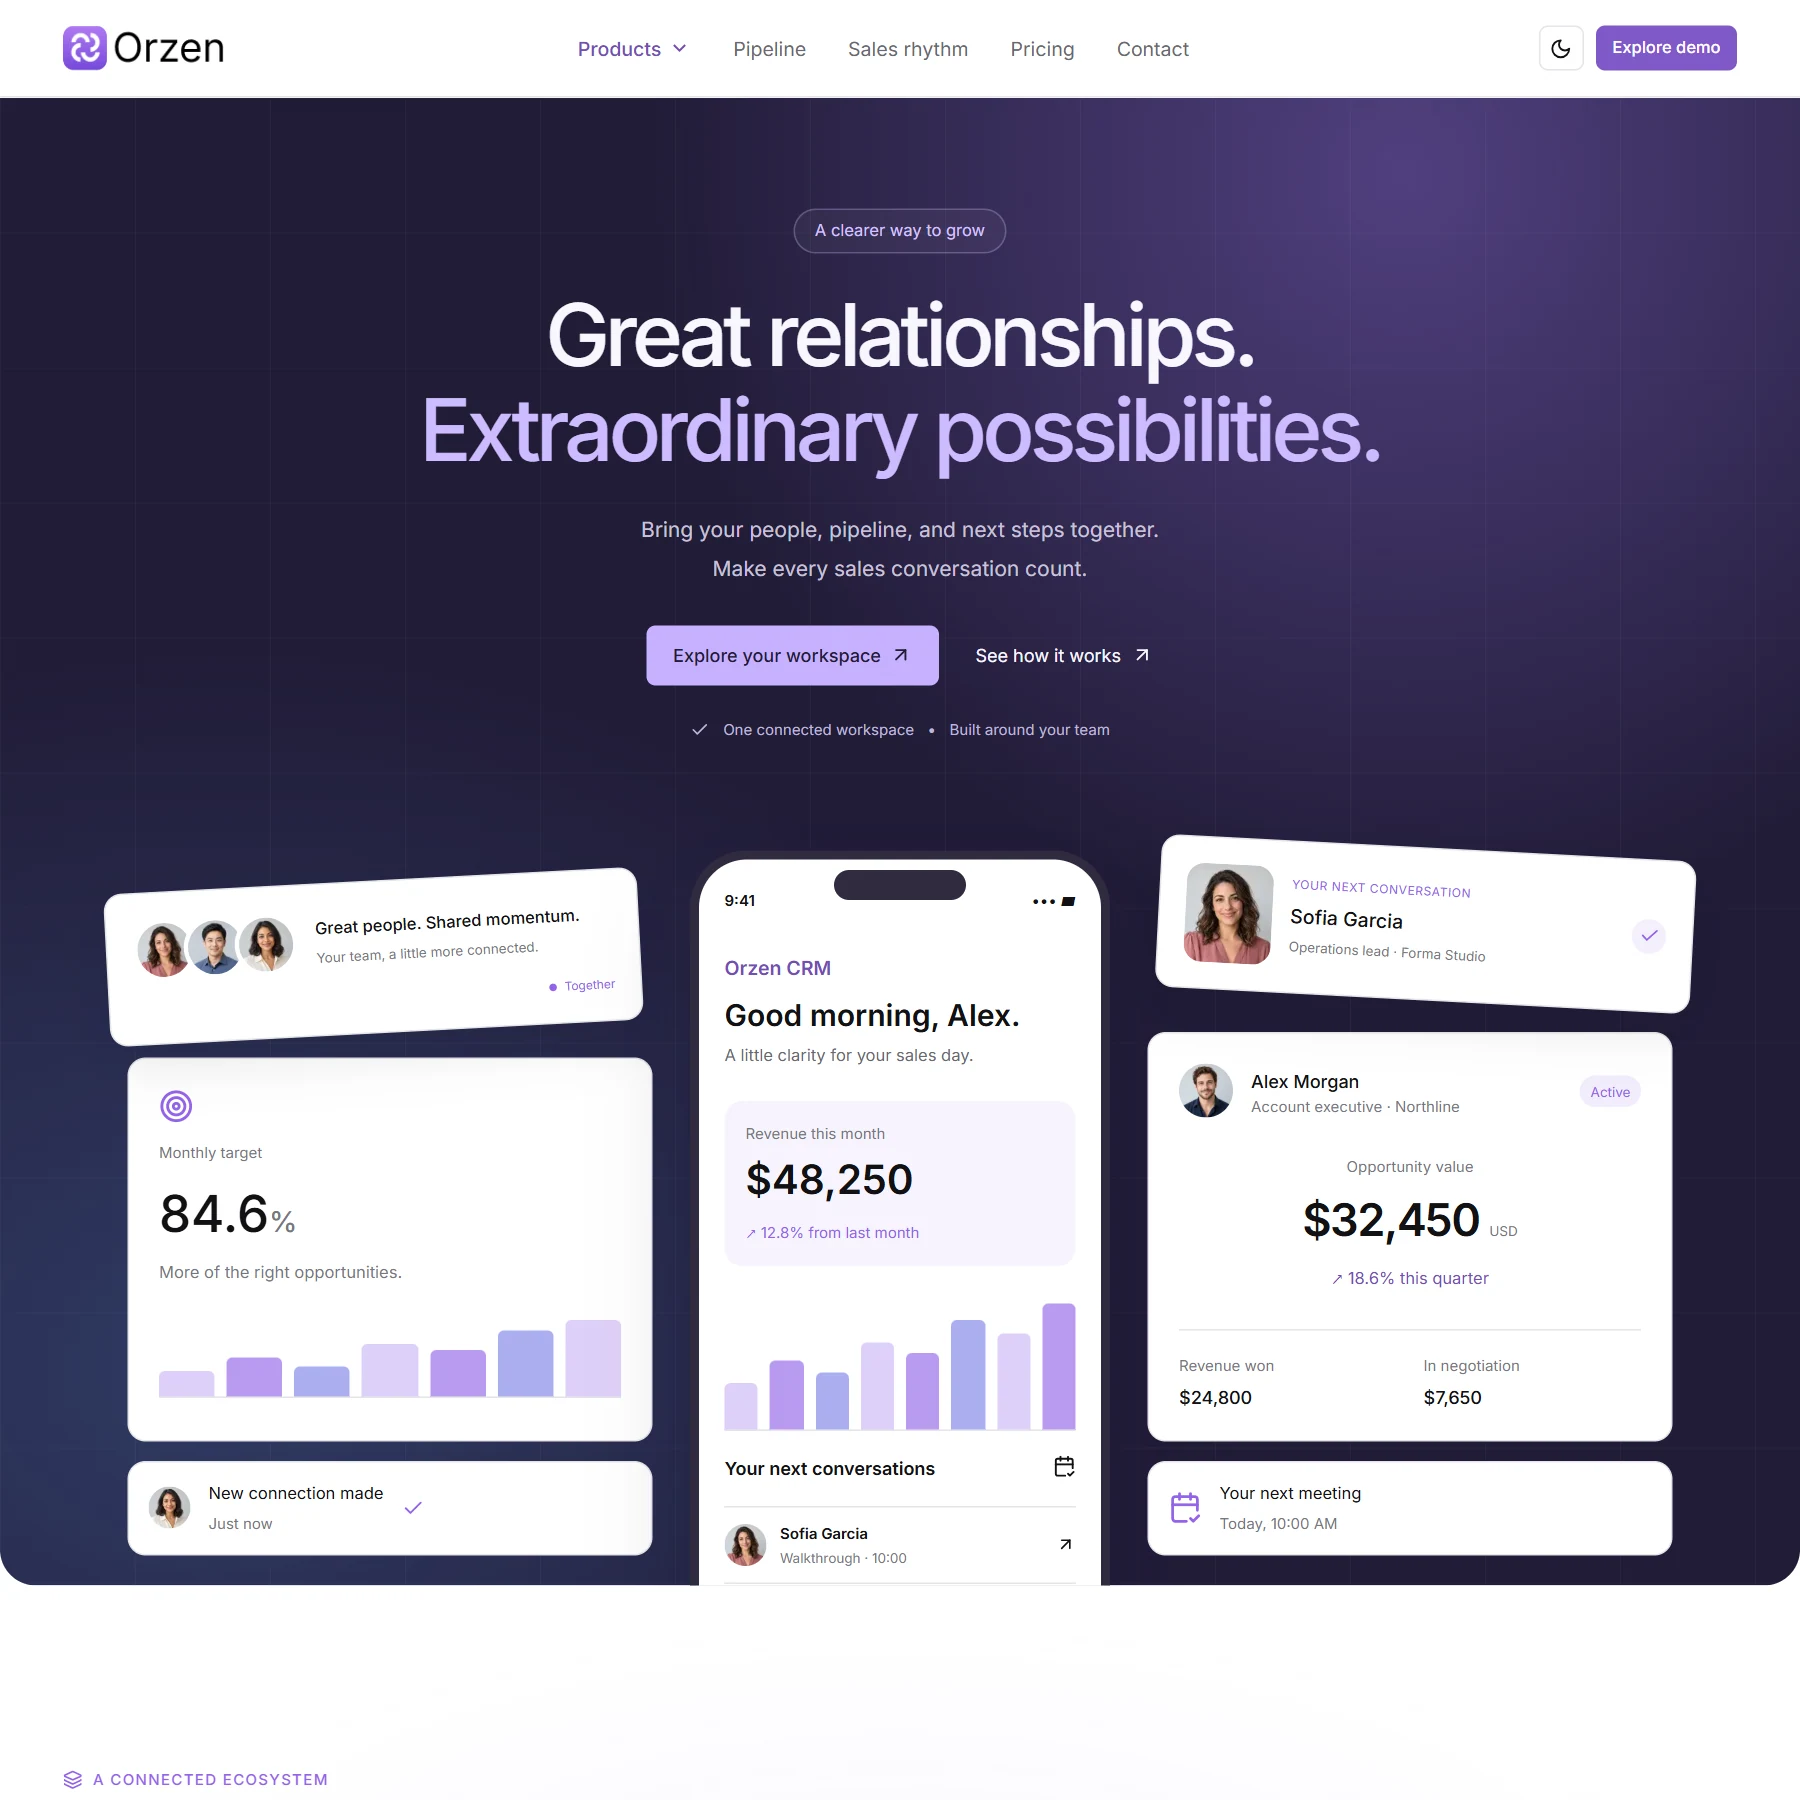 Orzen
Products
Pipeline
Sales rhythm
Pricing
Contact
Explore demo
A clearer way to grow
Great relationships.
Extraordinary possibilities.
Bring your people, pipeline, and next steps together.
Make every sales conversation count.
Explore your workspace
See how it works
One connected workspace • Built around your team
Great people. Shared momentum.
Your team, a little more connected.
Together
Monthly target
84.6%
More of the right opportunities.
New connection made
Just now
9:41
Orzen CRM
Good morning, Alex.
A little clarity for your sales day.
Revenue this month
$48,250
↗ 12.8% from last month
Your next conversations
Sofia Garcia
Walkthrough · 10:00
YOUR NEXT CONVERSATION
Sofia Garcia
Operations lead · Forma Studio
Alex Morgan
Account executive · Northline
Active
Opportunity value
$32,450 USD
↗ 18.6% this quarter
Revenue won
$24,800
In negotiation
$7,650
Your next meeting
Today, 10:00 AM
A CONNECTED ECOSYSTEM